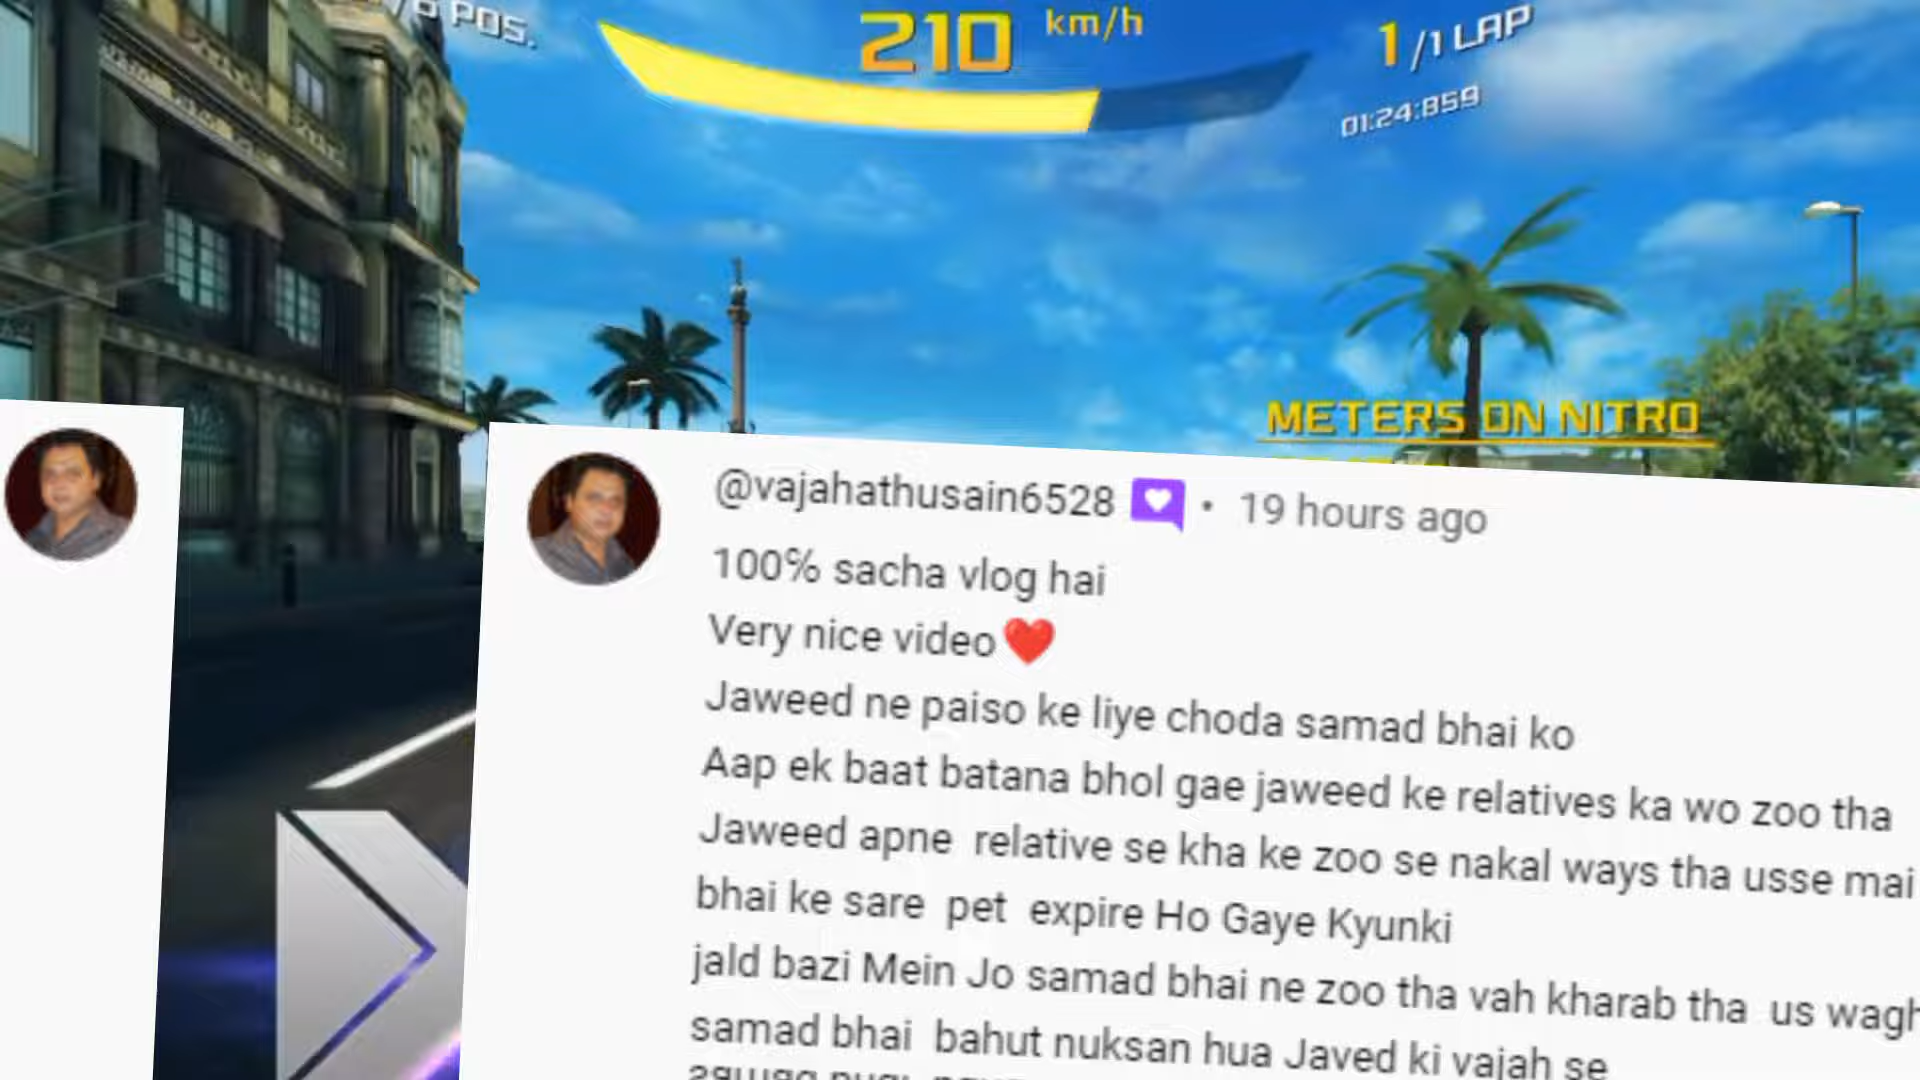 /6 POS.
210 km/h
1/1 LAP
01:24:859
METERS ON NITRO
@vajahathusain6528 • 19 hours ago
100% sacha vlog hai
Very nice video❤️
Jaweed ne paiso ke liye choda samad bhai ko
Aap ek baat batana bhol gae jaweed ke relatives ka wo zoo tha
Jaweed apne relative se kha ke zoo se nakal ways tha usse mai
bhai ke sare pet expire Ho Gaye Kyunki
jald bazi Mein Jo samad bhai ne zoo tha vah kharab tha us
samad bhai bahut nuksan hua Javed ki vajah se